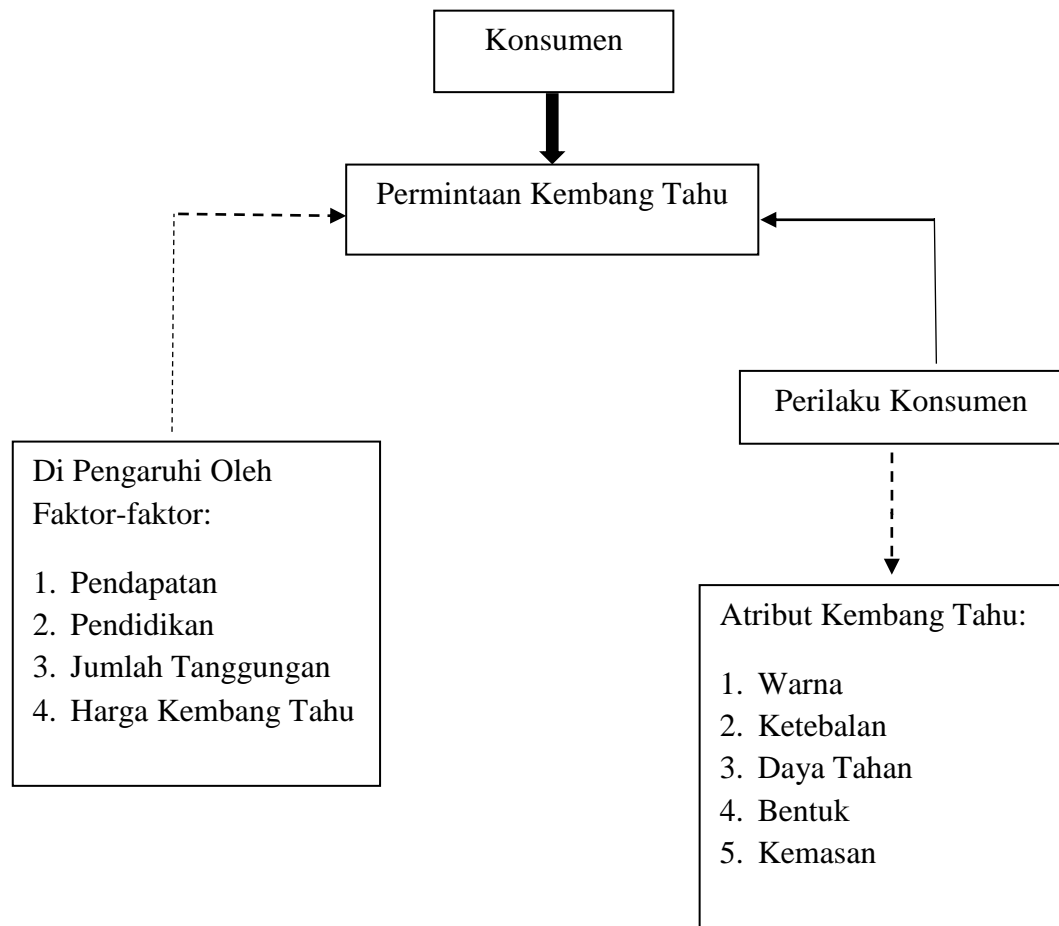 Konsumen
Permintaan Kembang Tahu
Perilaku Konsumen
Di Pengaruhi Oleh
Faktor-faktor:
1. Pendapatan
2. Pendidikan
3. Jumlah Tanggungan
4. Harga Kembang Tahu
Atribut Kembang Tahu:
1. Warna
2. Ketebalan
3. Daya Tahan
4. Bentuk
5. Kemasan